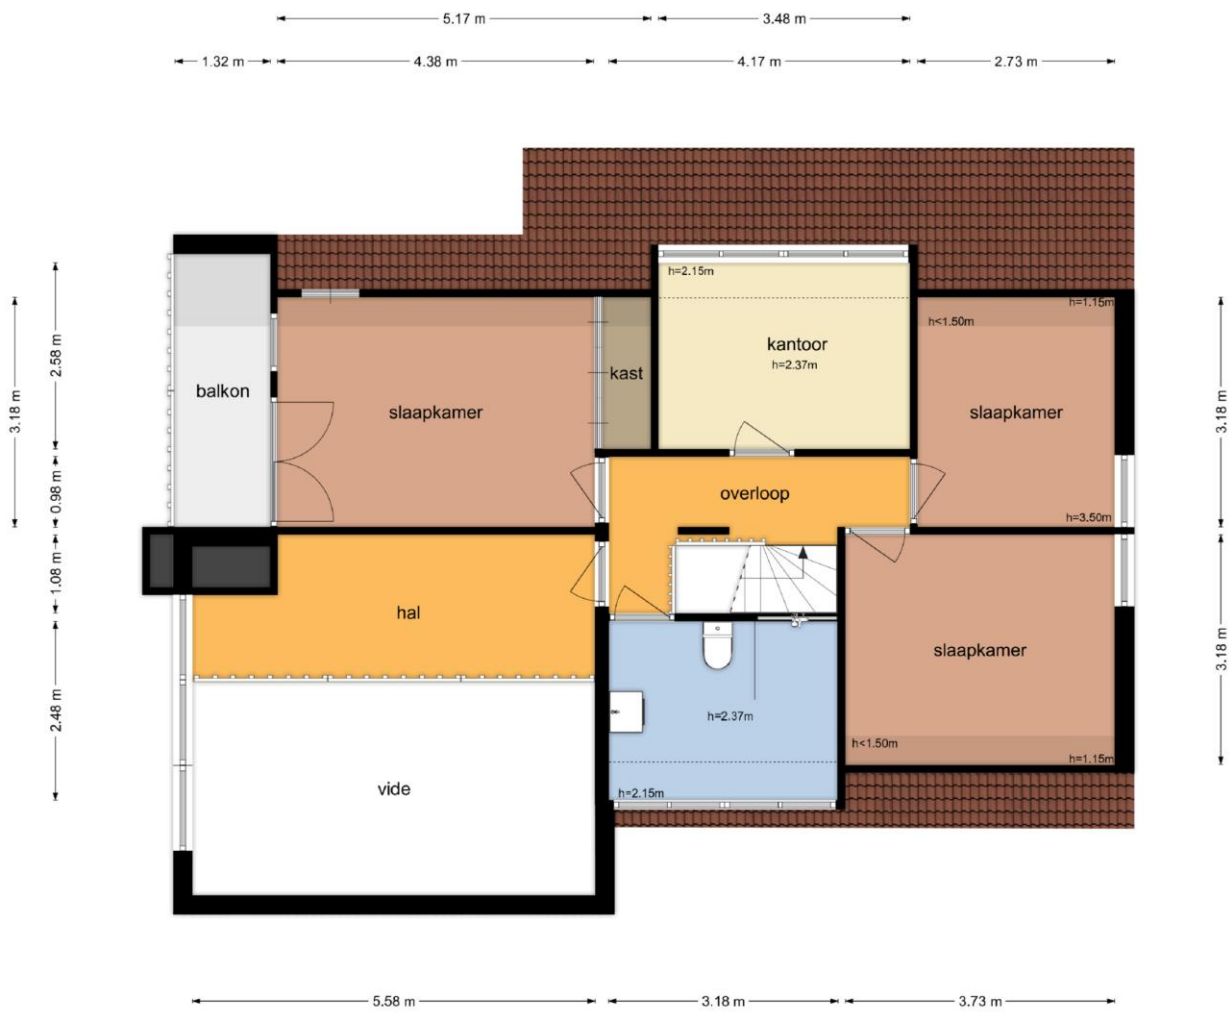 5.17 m
3.48 m
1.32 m
4.38 m
4.17 m
2.73 m
h=2.15m
h=1.15m
h<1.50m
kantoor
h=2.37m
kast
balkon
slaapkamer
slaapkamer
3.18 m
2.58 m
3.18 m
overloop
0.98 m
h=3.50m
1.08 m
hal
slaapkamer
3.18 m
2.48 m
h=2.37m
h<1.50m
h=1.15m
vide
h=2.15m
5.58 m
3.18 m
3.73 m